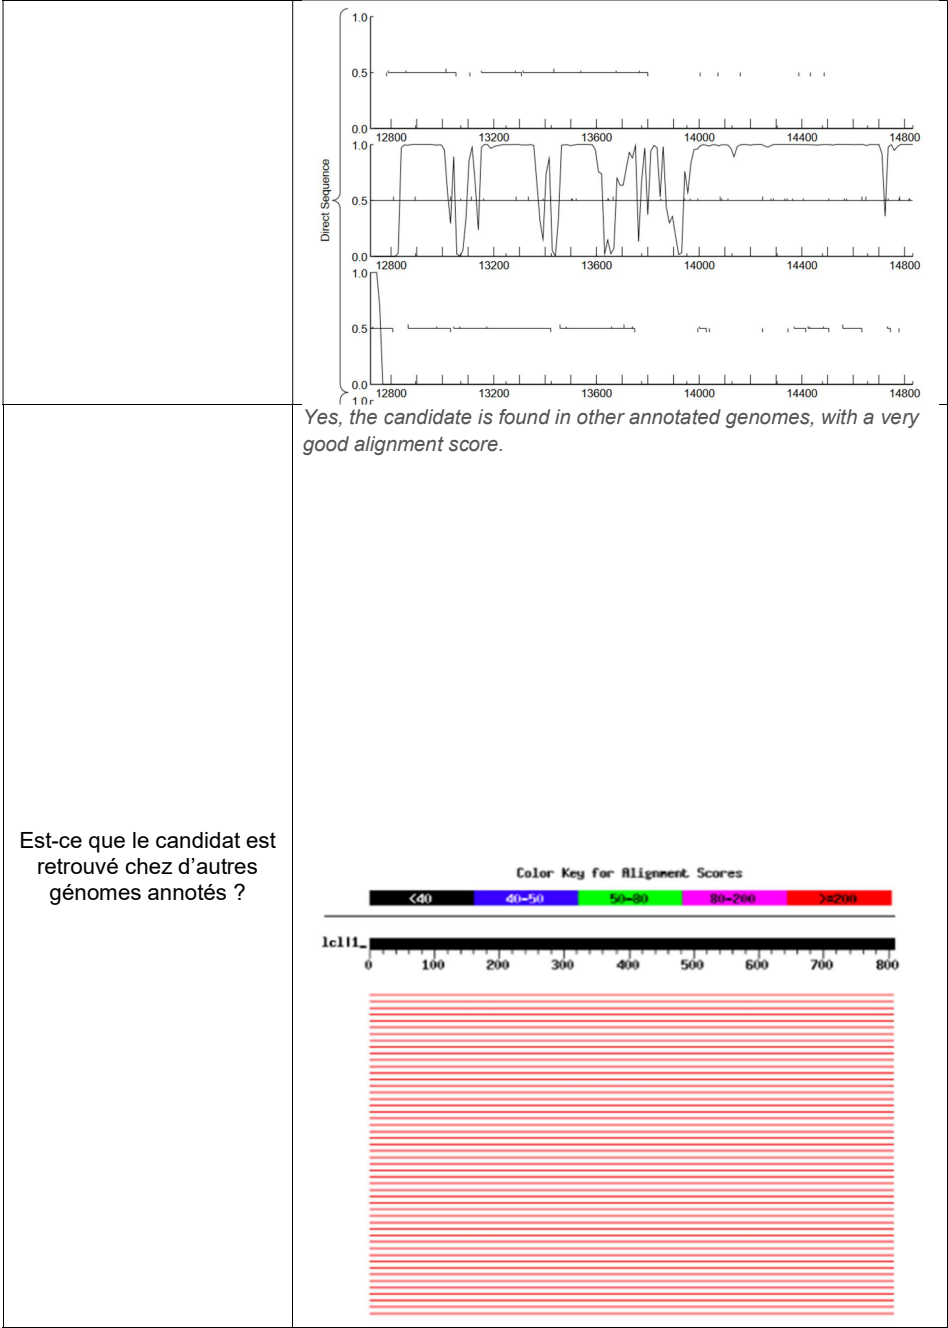 1.0
0.5
0.0
12800 13200 13600 14000 14400 14800
1.0
0.5
0.0
12800 13200 13600 14000 14400 14800
Direct Sequence
1.0
0.5
0.0
12800 13200 13600 14000 14400 14800
1.0
Yes, the candidate is found in other annotated genomes, with a very
good alignment score.
Est-ce que le candidat est
retrouvé chez d’autres
génomes annotés ?
Color Key for Alignment Scores
<40 40-50 50-80 80-200 >=200
lcl|1_
0 100 200 300 400 500 600 700 800